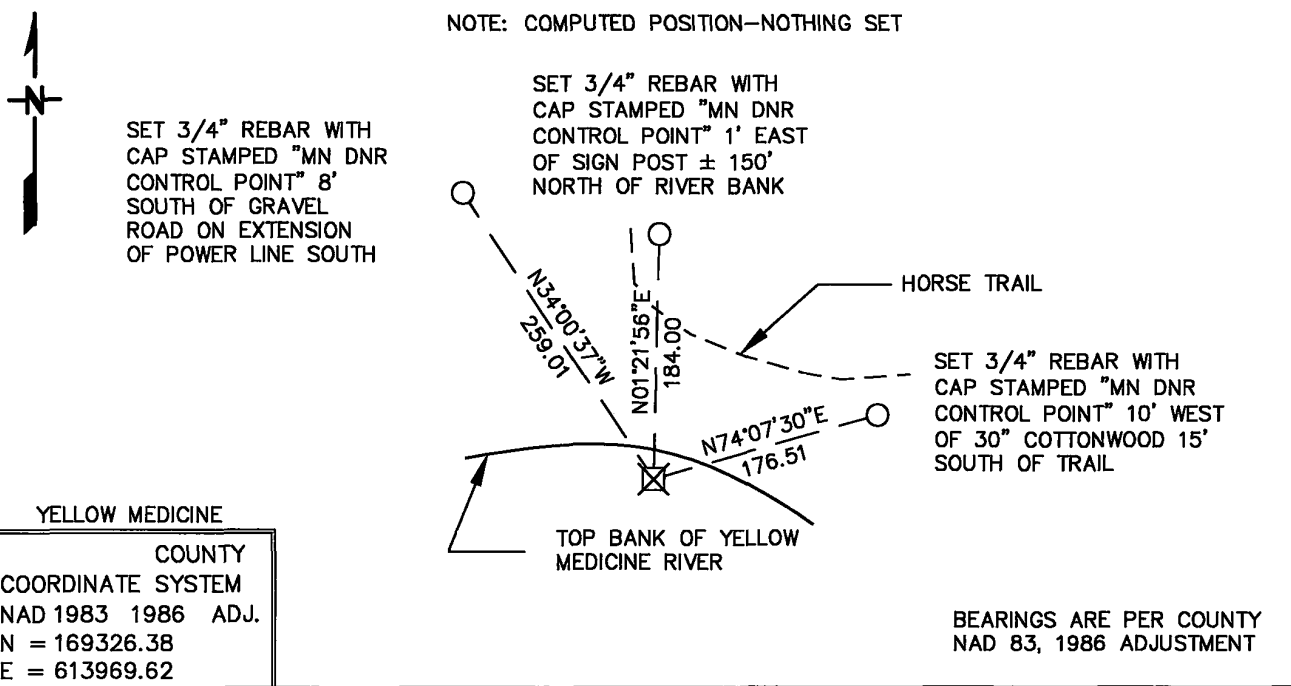 NOTE: COMPUTED POSITION-NOTHING SET
N
SET 3/4" REBAR WITH
CAP STAMPED "MN DNR
CONTROL POINT" 8'
SOUTH OF GRAVEL
ROAD ON EXTENSION
OF POWER LINE SOUTH
SET 3/4" REBAR WITH
CAP STAMPED "MN DNR
CONTROL POINT" 1' EAST
OF SIGN POST ± 150'
NORTH OF RIVER BANK
HORSE TRAIL
N34°00'37"W
259.01
N01°21'56"E
184.00
N74°07'30"E
176.51
SET 3/4" REBAR WITH
CAP STAMPED "MN DNR
CONTROL POINT" 10' WEST
OF 30" COTTONWOOD 15'
SOUTH OF TRAIL
TOP BANK OF YELLOW
MEDICINE RIVER
YELLOW MEDICINE
COUNTY
COORDINATE SYSTEM
NAD 1983 1986 ADJ.
N = 169326.38
E = 613969.62
BEARINGS ARE PER COUNTY
NAD 83, 1986 ADJUSTMENT